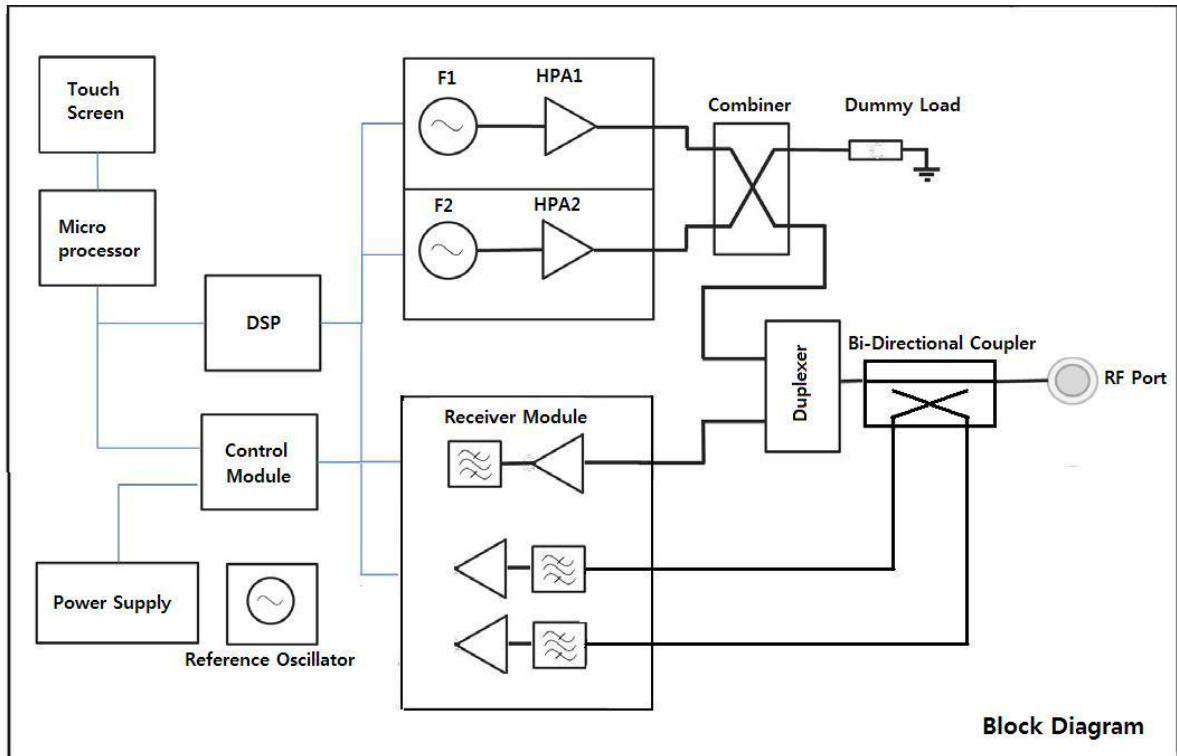 Touch
Screen
Micro
processor
DSP
Control
Module
Power Supply
Reference Oscillator
F1
HPA1
F2
HPA2
Combiner
Dummy Load
Duplexer
Bi-Directional Coupler
RF Port
Receiver Module
Block Diagram